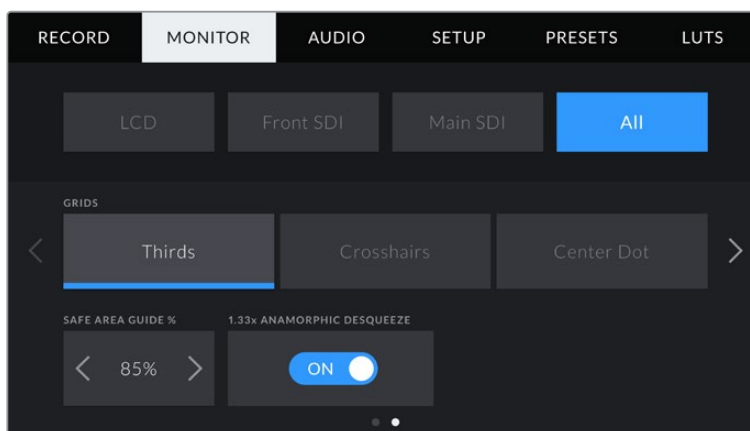 RECORD MONITOR AUDIO SETUP PRESETS LUTS
LCD Front SDI Main SDI All
GRIDS
Thirds Crosshairs Center Dot
SAFE AREA GUIDE % 1.33x ANAMORPHIC DESQUEEZE
85% ON